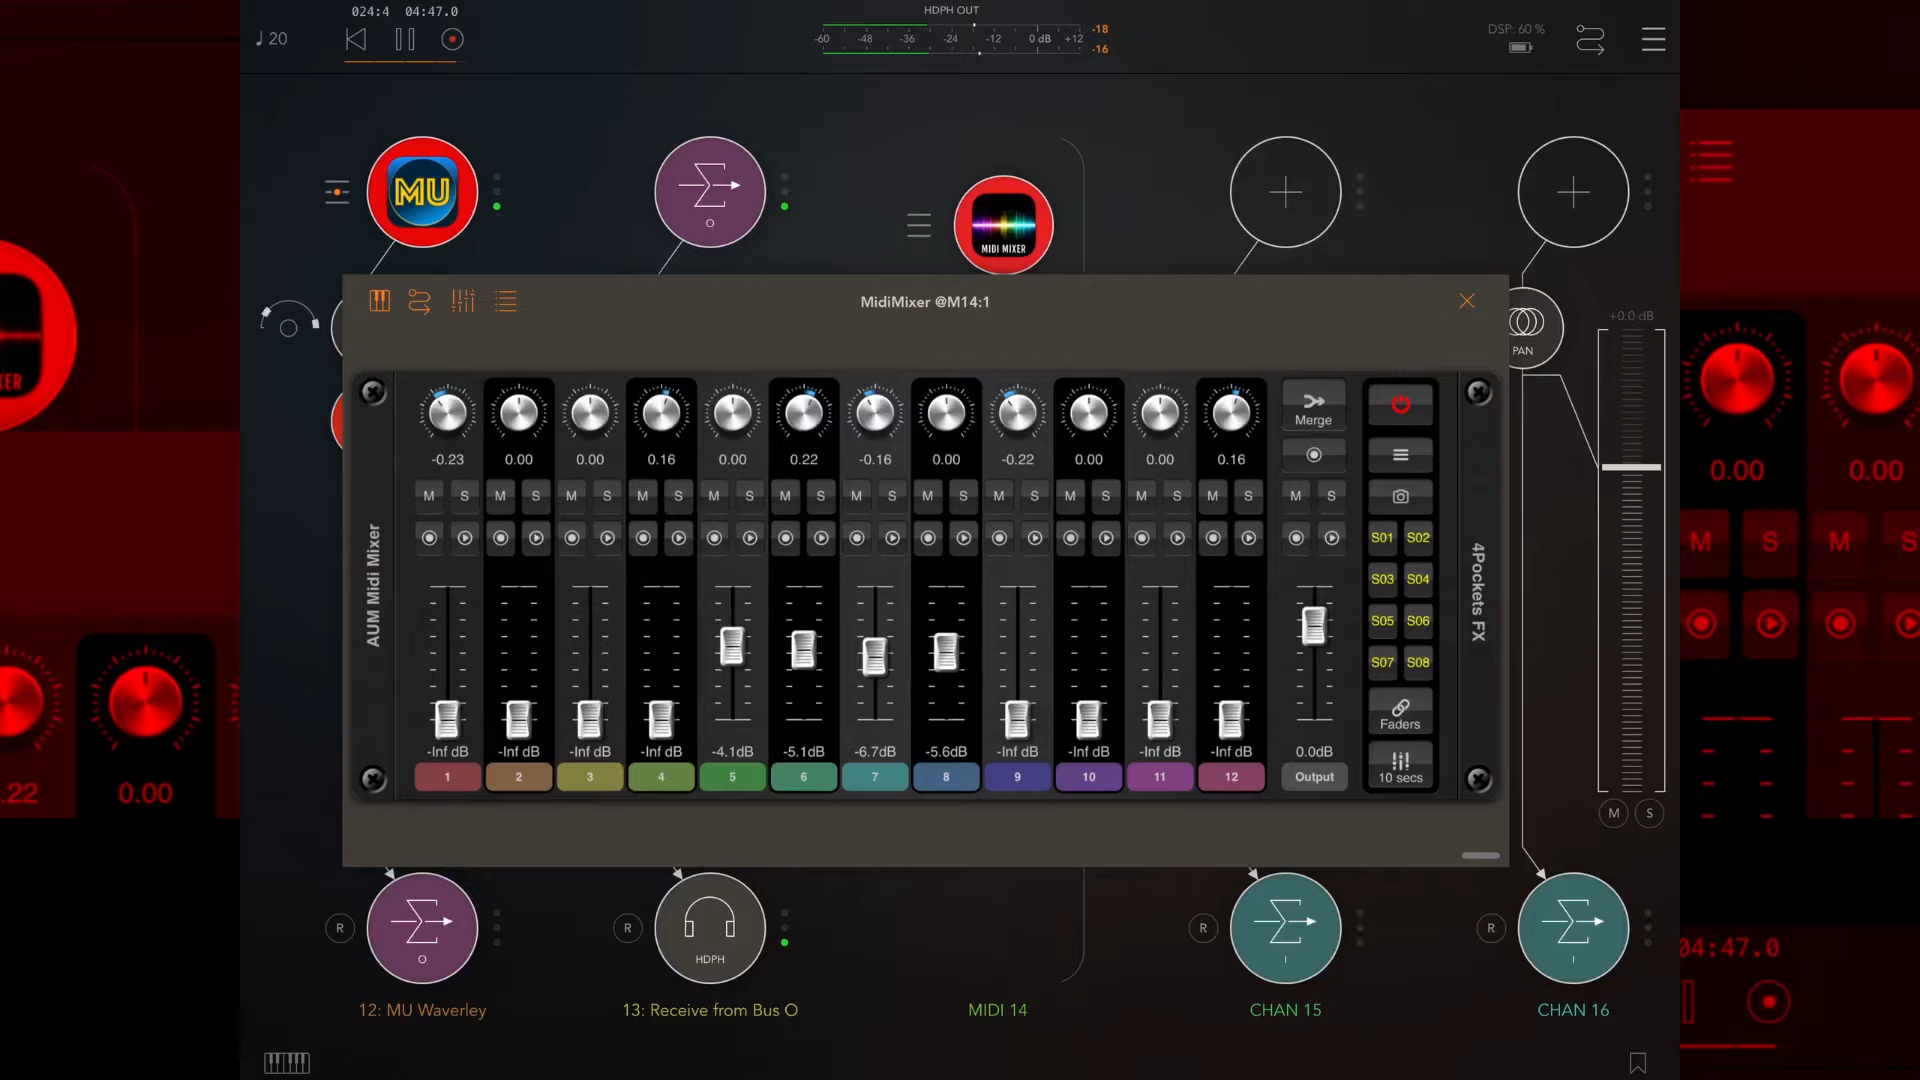 024:4 04:47.0
20
HDPH OUT
-60 -48 -36 -24 -12 0 dB +12
-18
-16
DSP: 60 %
MU
O
MIDI MIXER
MidiMixer @M14:1
PAN
+0.0 dB
-0.23 0.00 0.00 0.16 0.00 0.22 -0.16 0.00 -0.22 0.00 0.00 0.16
Merge
M S M S M S M S M S M S M S M S M S M S M S M S M S
S01 S02
S03 S04
S05 S06
S07 S08
Faders
10 secs
AUM Midi Mixer
4Pockets FX
-Inf dB -Inf dB -Inf dB -Inf dB -4.1dB -5.1dB -6.7dB -5.6dB -Inf dB -Inf dB -Inf dB -Inf dB 0.0dB
1 2 3 4 5 6 7 8 9 10 11 12 Output
M S
R O
R HDPH
R I
R I
12: MU Waverley
13: Receive from Bus O
MIDI 14
CHAN 15
CHAN 16
XER
.22 0.00
0.00 0.00
M S M S
04:47.0